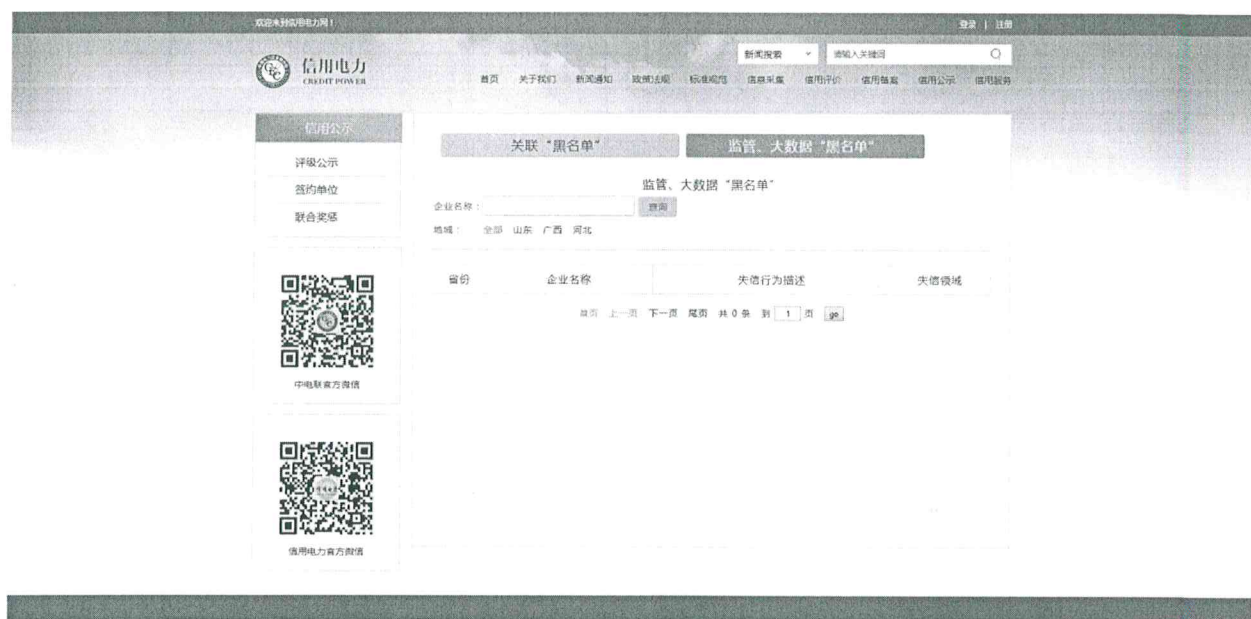 欢迎来到信用电力网！
登录 | 注册
信用电力
CREDIT POWER
新闻搜索
请输入关键词
首页 关于我们 新闻通知 政策法规 标准规范 信息采集 信用评价 信用备案 信用公示 信用服务
信用公示
评级公示
签约单位
联合奖惩
关联“黑名单”
监管、大数据“黑名单”
监管、大数据“黑名单”
企业名称：
查询
地域： 全部 山东 广西 河北
省份 企业名称 失信行为描述 失信领域
首页 上一页 下一页 尾页 共 0 条 到 1 页 go
中电联官方微信
信用电力官方微信